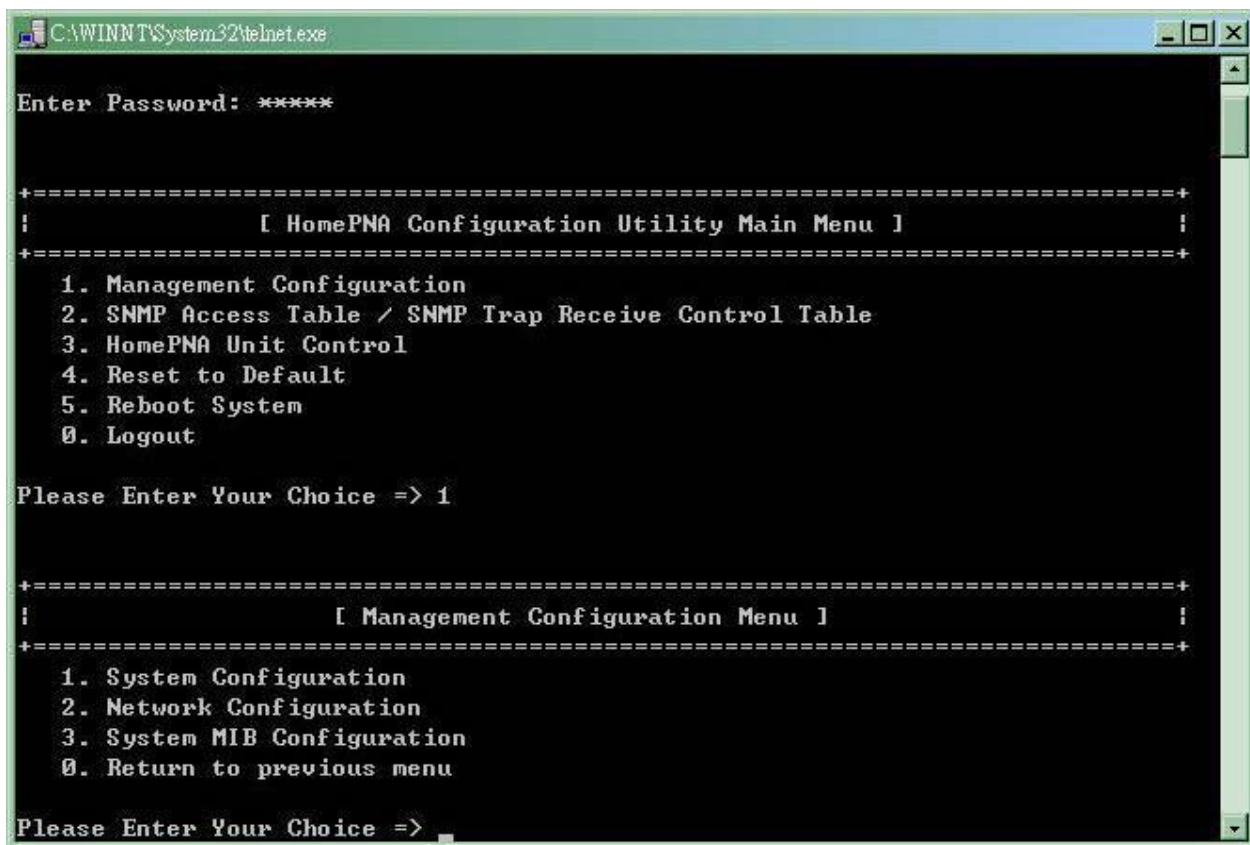 C:\WINNT\System32\telnet.exe
Enter Password: *****
+============================================================================+
¦ [ HomePNA Configuration Utility Main Menu ] ¦
+============================================================================+
1. Management Configuration
2. SNMP Access Table / SNMP Trap Receive Control Table
3. HomePNA Unit Control
4. Reset to Default
5. Reboot System
0. Logout
Please Enter Your Choice => 1
+============================================================================+
¦ [ Management Configuration Menu ] ¦
+============================================================================+
1. System Configuration
2. Network Configuration
3. System MIB Configuration
0. Return to previous menu
Please Enter Your Choice => _